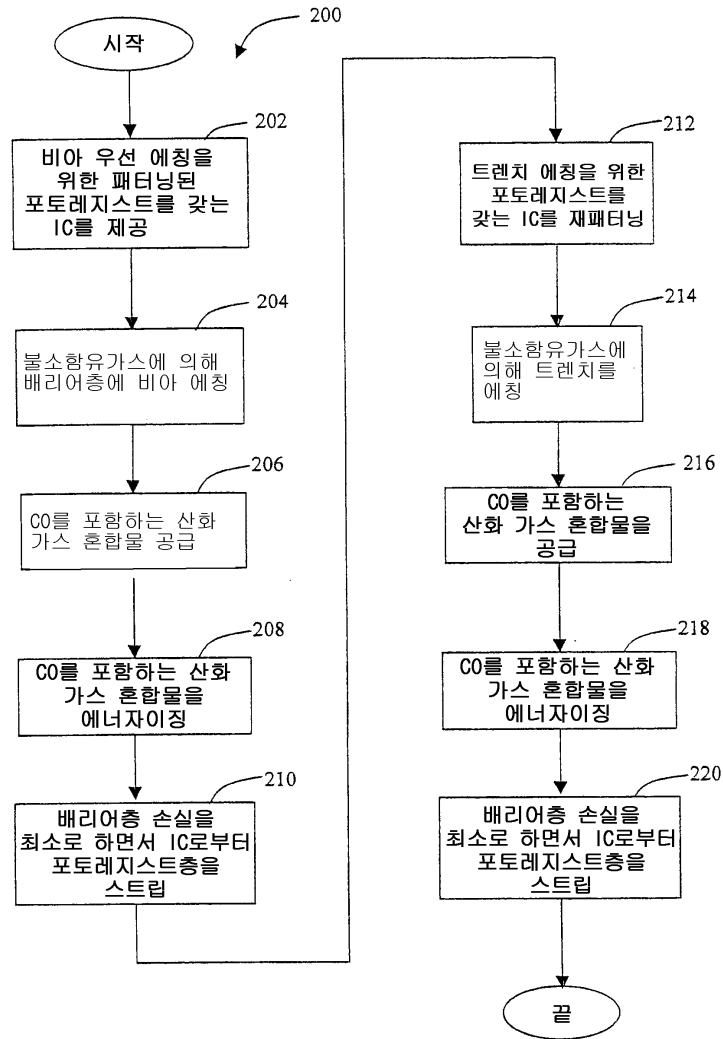 시작
200
202
비아 우선 에칭을
위한 패터닝된
포토레지스트를 갖는
IC를 제공
204
불소함유가스에 의해
배리어층에 비아 에칭
206
CO를 포함하는 산화
가스 혼합물 공급
208
CO를 포함하는 산화
가스 혼합물을
에너자이징
210
배리어층 손실을
최소로 하면서 IC로부터
포토레지스트층을
스트립
212
트렌치 에칭을 위한
포토레지스트를
갖는 IC를 재패터닝
214
불소함유가스에
의해 트렌치를
에칭
216
CO를 포함하는
산화 가스 혼합물을
공급
218
CO를 포함하는 산화
가스 혼합물을
에너자이징
220
배리어층 손실을
최소로 하면서 IC로부터
포토레지스트층을
스트립
끝